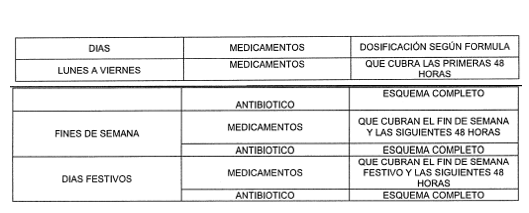 DIAS MEDICAMENTOS DOSIFICACIÓN SEGÚN FORMULA
LUNES A VIERNES MEDICAMENTOS QUE CUBRA LAS PRIMERAS 48
HORAS
ANTIBIOTICO ESQUEMA COMPLETO
FINES DE SEMANA MEDICAMENTOS QUE CUBRAN EL FIN DE SEMANA
Y LAS SIGUIENTES 48 HORAS
ANTIBIOTICO ESQUEMA COMPLETO
DIAS FESTIVOS MEDICAMENTOS QUE CUBRAN EL FIN DE SEMANA
FESTIVO Y LAS SIGUIENTES 48
HORAS
ANTIBIOTICO ESQUEMA COMPLETO